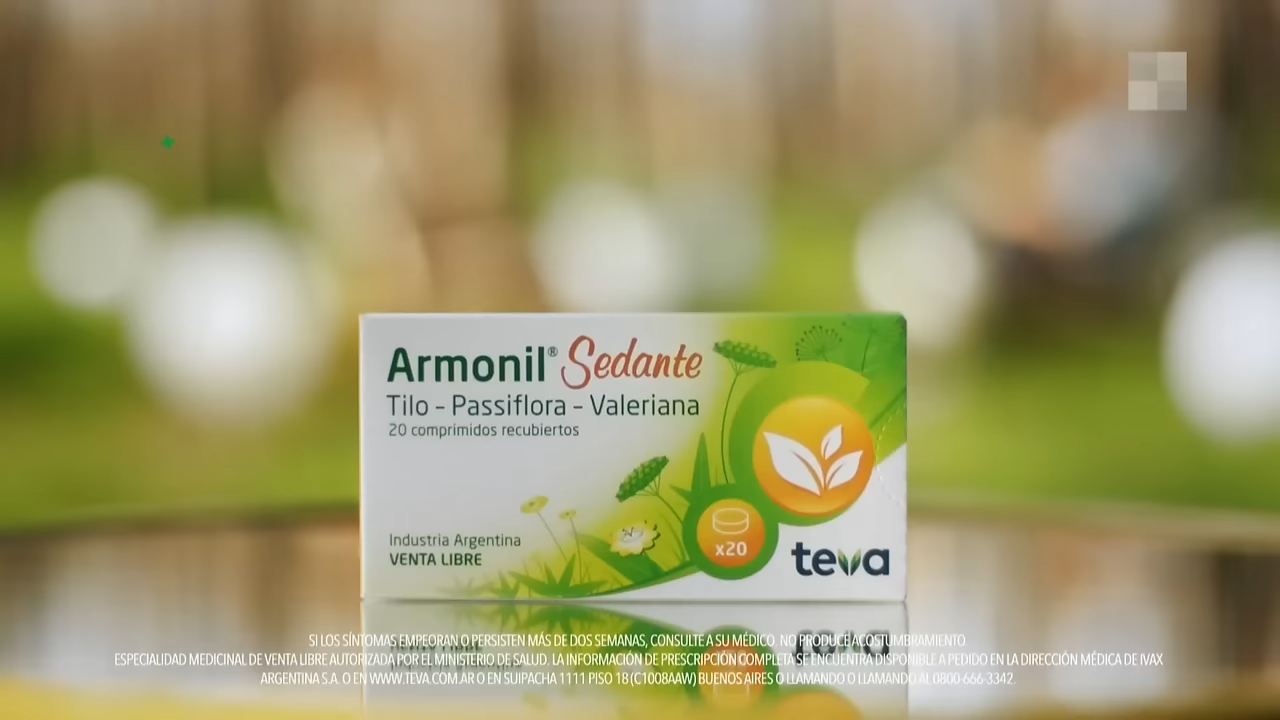 Armonil® Sedante
Tilo - Passiflora - Valeriana
20 comprimidos recubiertos
x20
Industria Argentina
VENTA LIBRE
teva
SI LOS SÍNTOMAS EMPEORAN O PERSISTEN MÁS DE DOS SEMANAS, CONSULTE A SU MÉDICO. NO PRODUCE ACOSTUMBRAMIENTO
ESPECIALIDAD MEDICINAL DE VENTA LIBRE AUTORIZADA POR EL MINISTERIO DE SALUD. LA INFORMACIÓN DE PRESCRIPCIÓN COMPLETA SE ENCUENTRA DISPONIBLE A PEDIDO EN LA DIRECCIÓN MÉDICA DE IVAX
ARGENTINA S.A. O EN WWW.TEVA.COM.AR O EN SUIPACHA 1111 PISO 18 (C1008AAW) BUENOS AIRES O LLAMANDO O LLAMANDO AL 0800-666-3342.